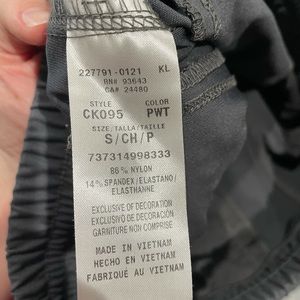 227791-0121 KL
RN# 93643
CA# 24480
STYLE COLOR
CK095 PWT
SIZE/TALLA/TAILLE
S/CH/P
737314998333
86% NYLON
14% SPANDEX/ELASTANO/
ELASTHANNE
EXCLUSIVE OF DECORATION
EXCLUSIVO DE DECORACIÓN
GARNITURE NON COMPRISE
MADE IN VIETNAM
HECHO EN VIETNAM
FABRIQUÉ AU VIETNAM